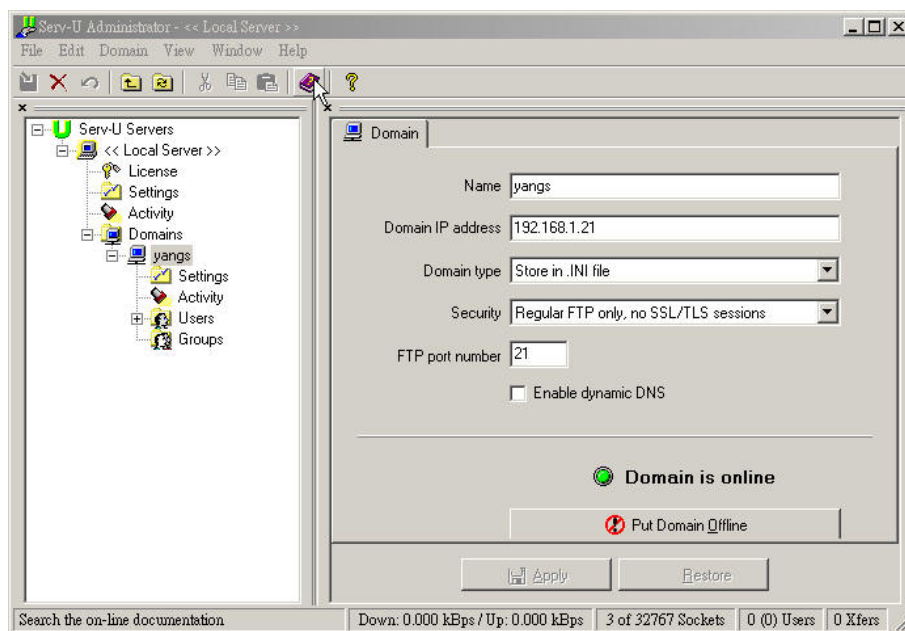 Serv-U Administrator - << Local Server >>
File Edit Domain View Window Help
Serv-U Servers
<< Local Server >>
License
Settings
Activity
Domains
yangs
Settings
Activity
Users
Groups
Domain
Name yangs
Domain IP address 192.168.1.21
Domain type Store in .INI file
Security Regular FTP only, no SSL/TLS sessions
FTP port number 21
Enable dynamic DNS
Domain is online
Put Domain Offline
Apply Restore
Search the on-line documentation Down: 0.000 kBps / Up: 0.000 kBps 3 of 32767 Sockets 0 (0) Users 0 Xfers